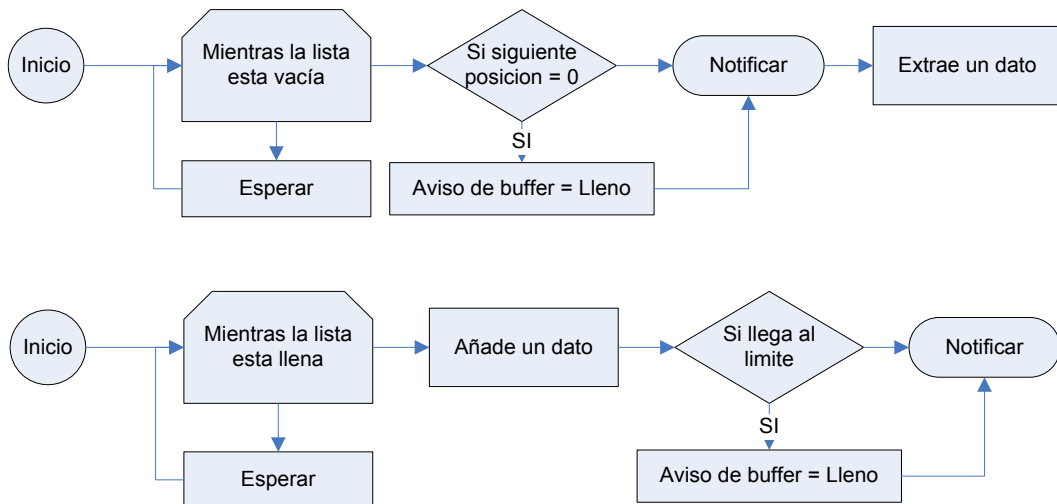 Inicio
Mientras la lista
esta vacía
Si siguiente
posicion = 0
Notificar
Extrae un dato
SI
Esperar
Aviso de buffer = Lleno
Inicio
Mientras la lista
esta llena
Añade un dato
Si llega al
limite
Notificar
SI
Esperar
Aviso de buffer = Lleno